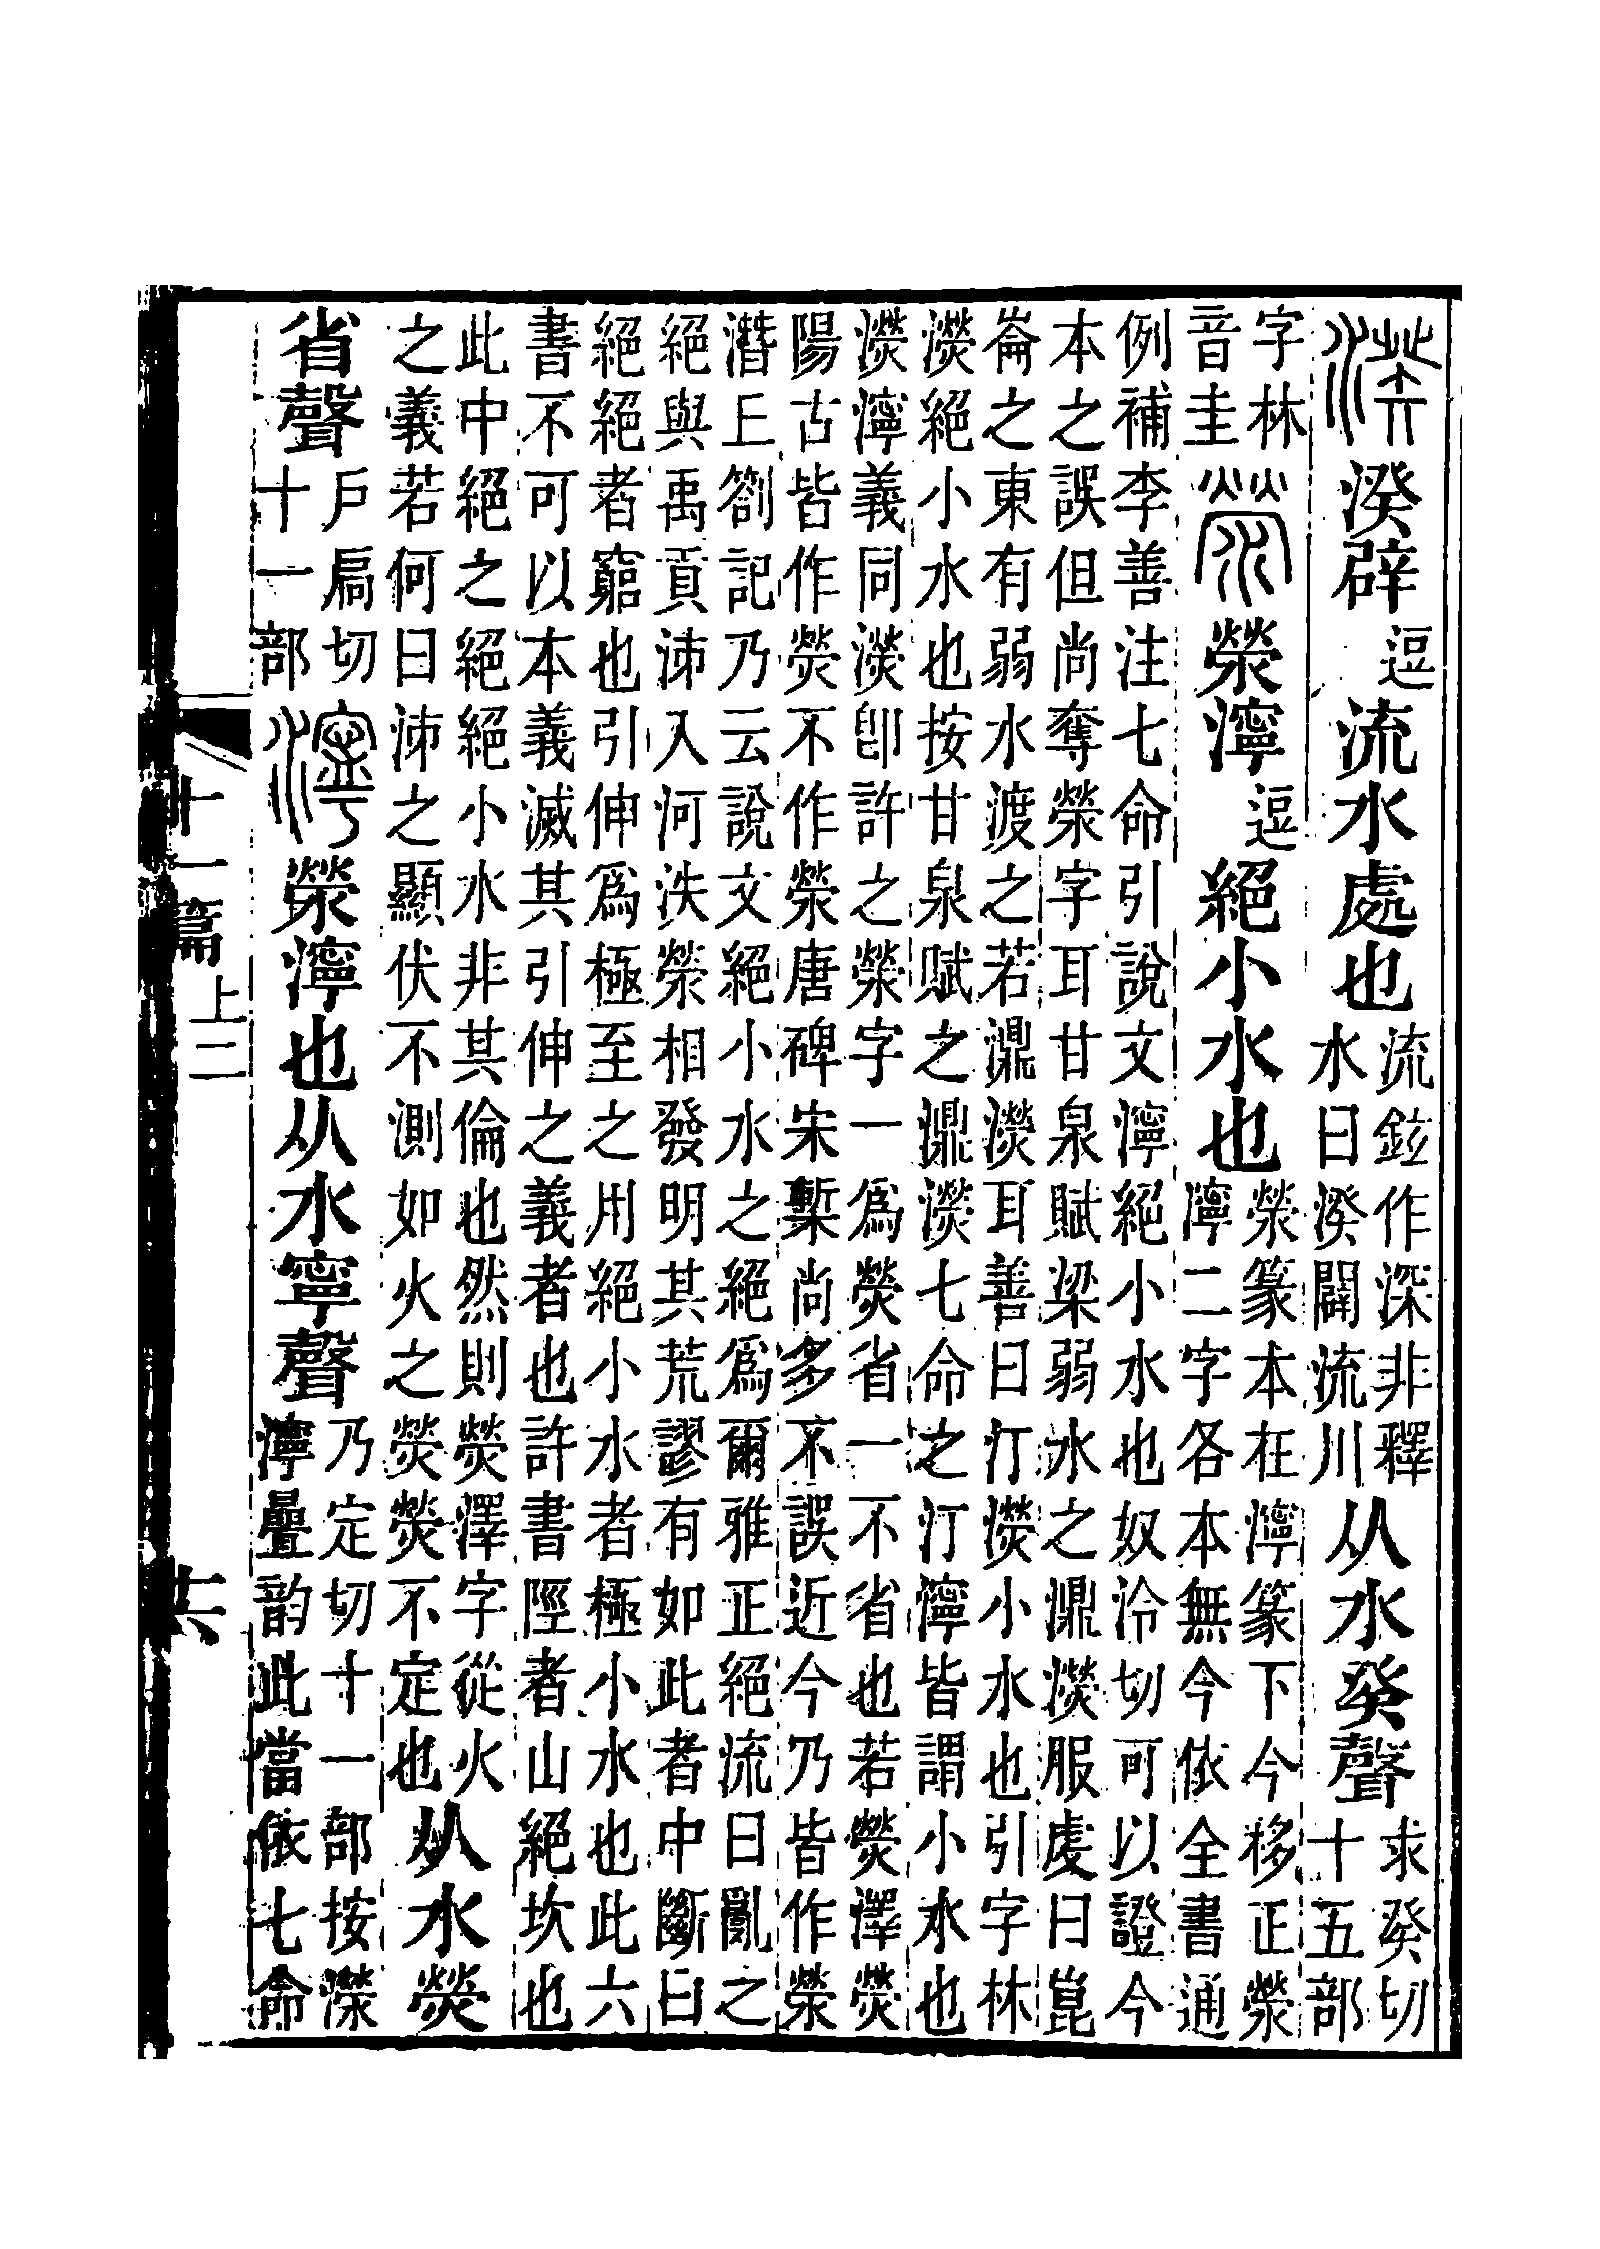 湀湀辟逗流水處也流鉉作深非釋水曰湀闢流川从水癸聲求癸切十五部
字林音圭滎滎濘逗絕小水也滎篆本在濘篆下今移正滎濘二字各本無今依全書通
例補李善注七命引說文濘絕小水也奴泠切可以證今
本之誤但尚奪滎字耳甘泉賦梁弱水之濎濴服虔曰崑
崙之東有弱水渡之若濎濴耳善曰汀濴小水也引字林
濴絕小水也按甘泉賦之濎濴七命之汀濘皆謂小水也
濴濘義同濴卽許之滎字一爲熒省一不省也若熒澤熒
陽古皆作熒不作滎唐碑宋槧尚多不誤近今乃皆作滎
潛上劄記乃云說文絕小水之絕爲爾雅正絕流曰亂之
絕與禹貢泲入河泆滎相發明其荒謬有如此者中斷曰
絕絕者窮也引伸爲極至之用絕小水者極小水也此六
書不可以本義滅其引伸之義者也許書陘者山絕坎也
此中絕之絕絕小水非其倫也然則熒澤字從火
之義若何曰泲之顯伏不測如火之熒熒不定也从水熒
省聲戶扃切十一部濘滎濘也从水寧聲乃定切十一部按濴濘曡韵此當依七命
十一篇上二 十六